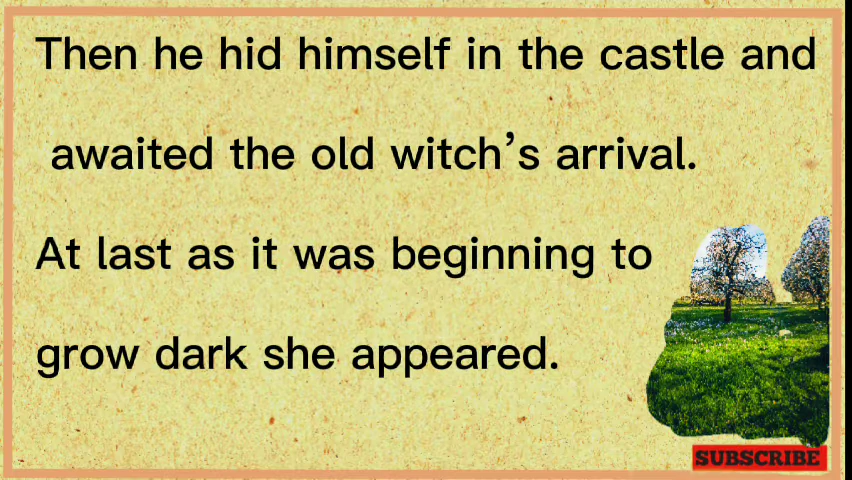 Then he hid himself in the castle and
awaited the old witch’s arrival.
At last as it was beginning to
grow dark she appeared.
SUBSCRIBE